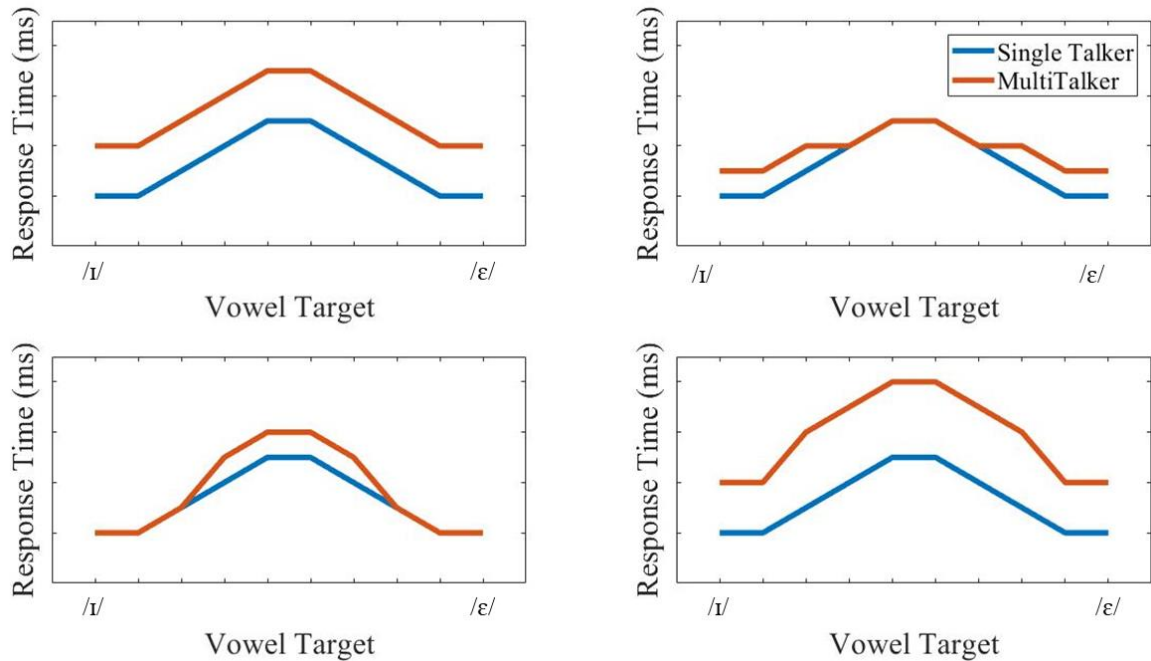 Response Time (ms)
/ɪ/
/ɛ/
Vowel Target
Response Time (ms)
Single Talker
MultiTalker
/ɪ/
/ɛ/
Vowel Target
Response Time (ms)
/ɪ/
/ɛ/
Vowel Target
Response Time (ms)
/ɪ/
/ɛ/
Vowel Target